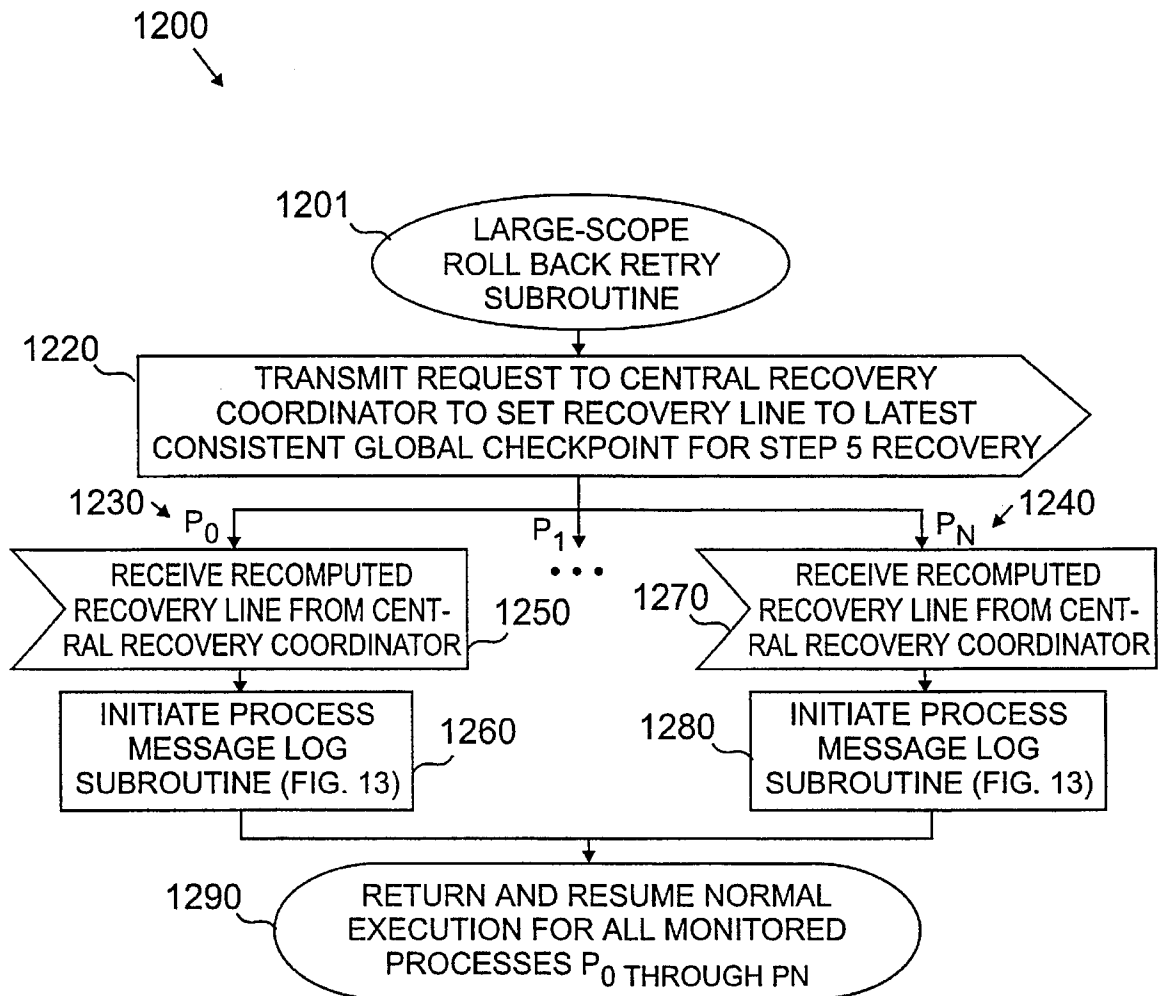 1200
1201
LARGE-SCOPE
ROLL BACK RETRY
SUBROUTINE
1220
TRANSMIT REQUEST TO CENTRAL RECOVERY
COORDINATOR TO SET RECOVERY LINE TO LATEST
CONSISTENT GLOBAL CHECKPOINT FOR STEP 5 RECOVERY
1230
P0
P1
PN
1240
• • •
RECEIVE RECOMPUTED
RECOVERY LINE FROM CENT-
RAL RECOVERY COORDINATOR
1250
1270
RECEIVE RECOMPUTED
RECOVERY LINE FROM CENT-
RAL RECOVERY COORDINATOR
INITIATE PROCESS
MESSAGE LOG
SUBROUTINE (FIG. 13)
1260
1280
INITIATE PROCESS
MESSAGE LOG
SUBROUTINE (FIG. 13)
1290
RETURN AND RESUME NORMAL
EXECUTION FOR ALL MONITORED
PROCESSES P0 THROUGH PN